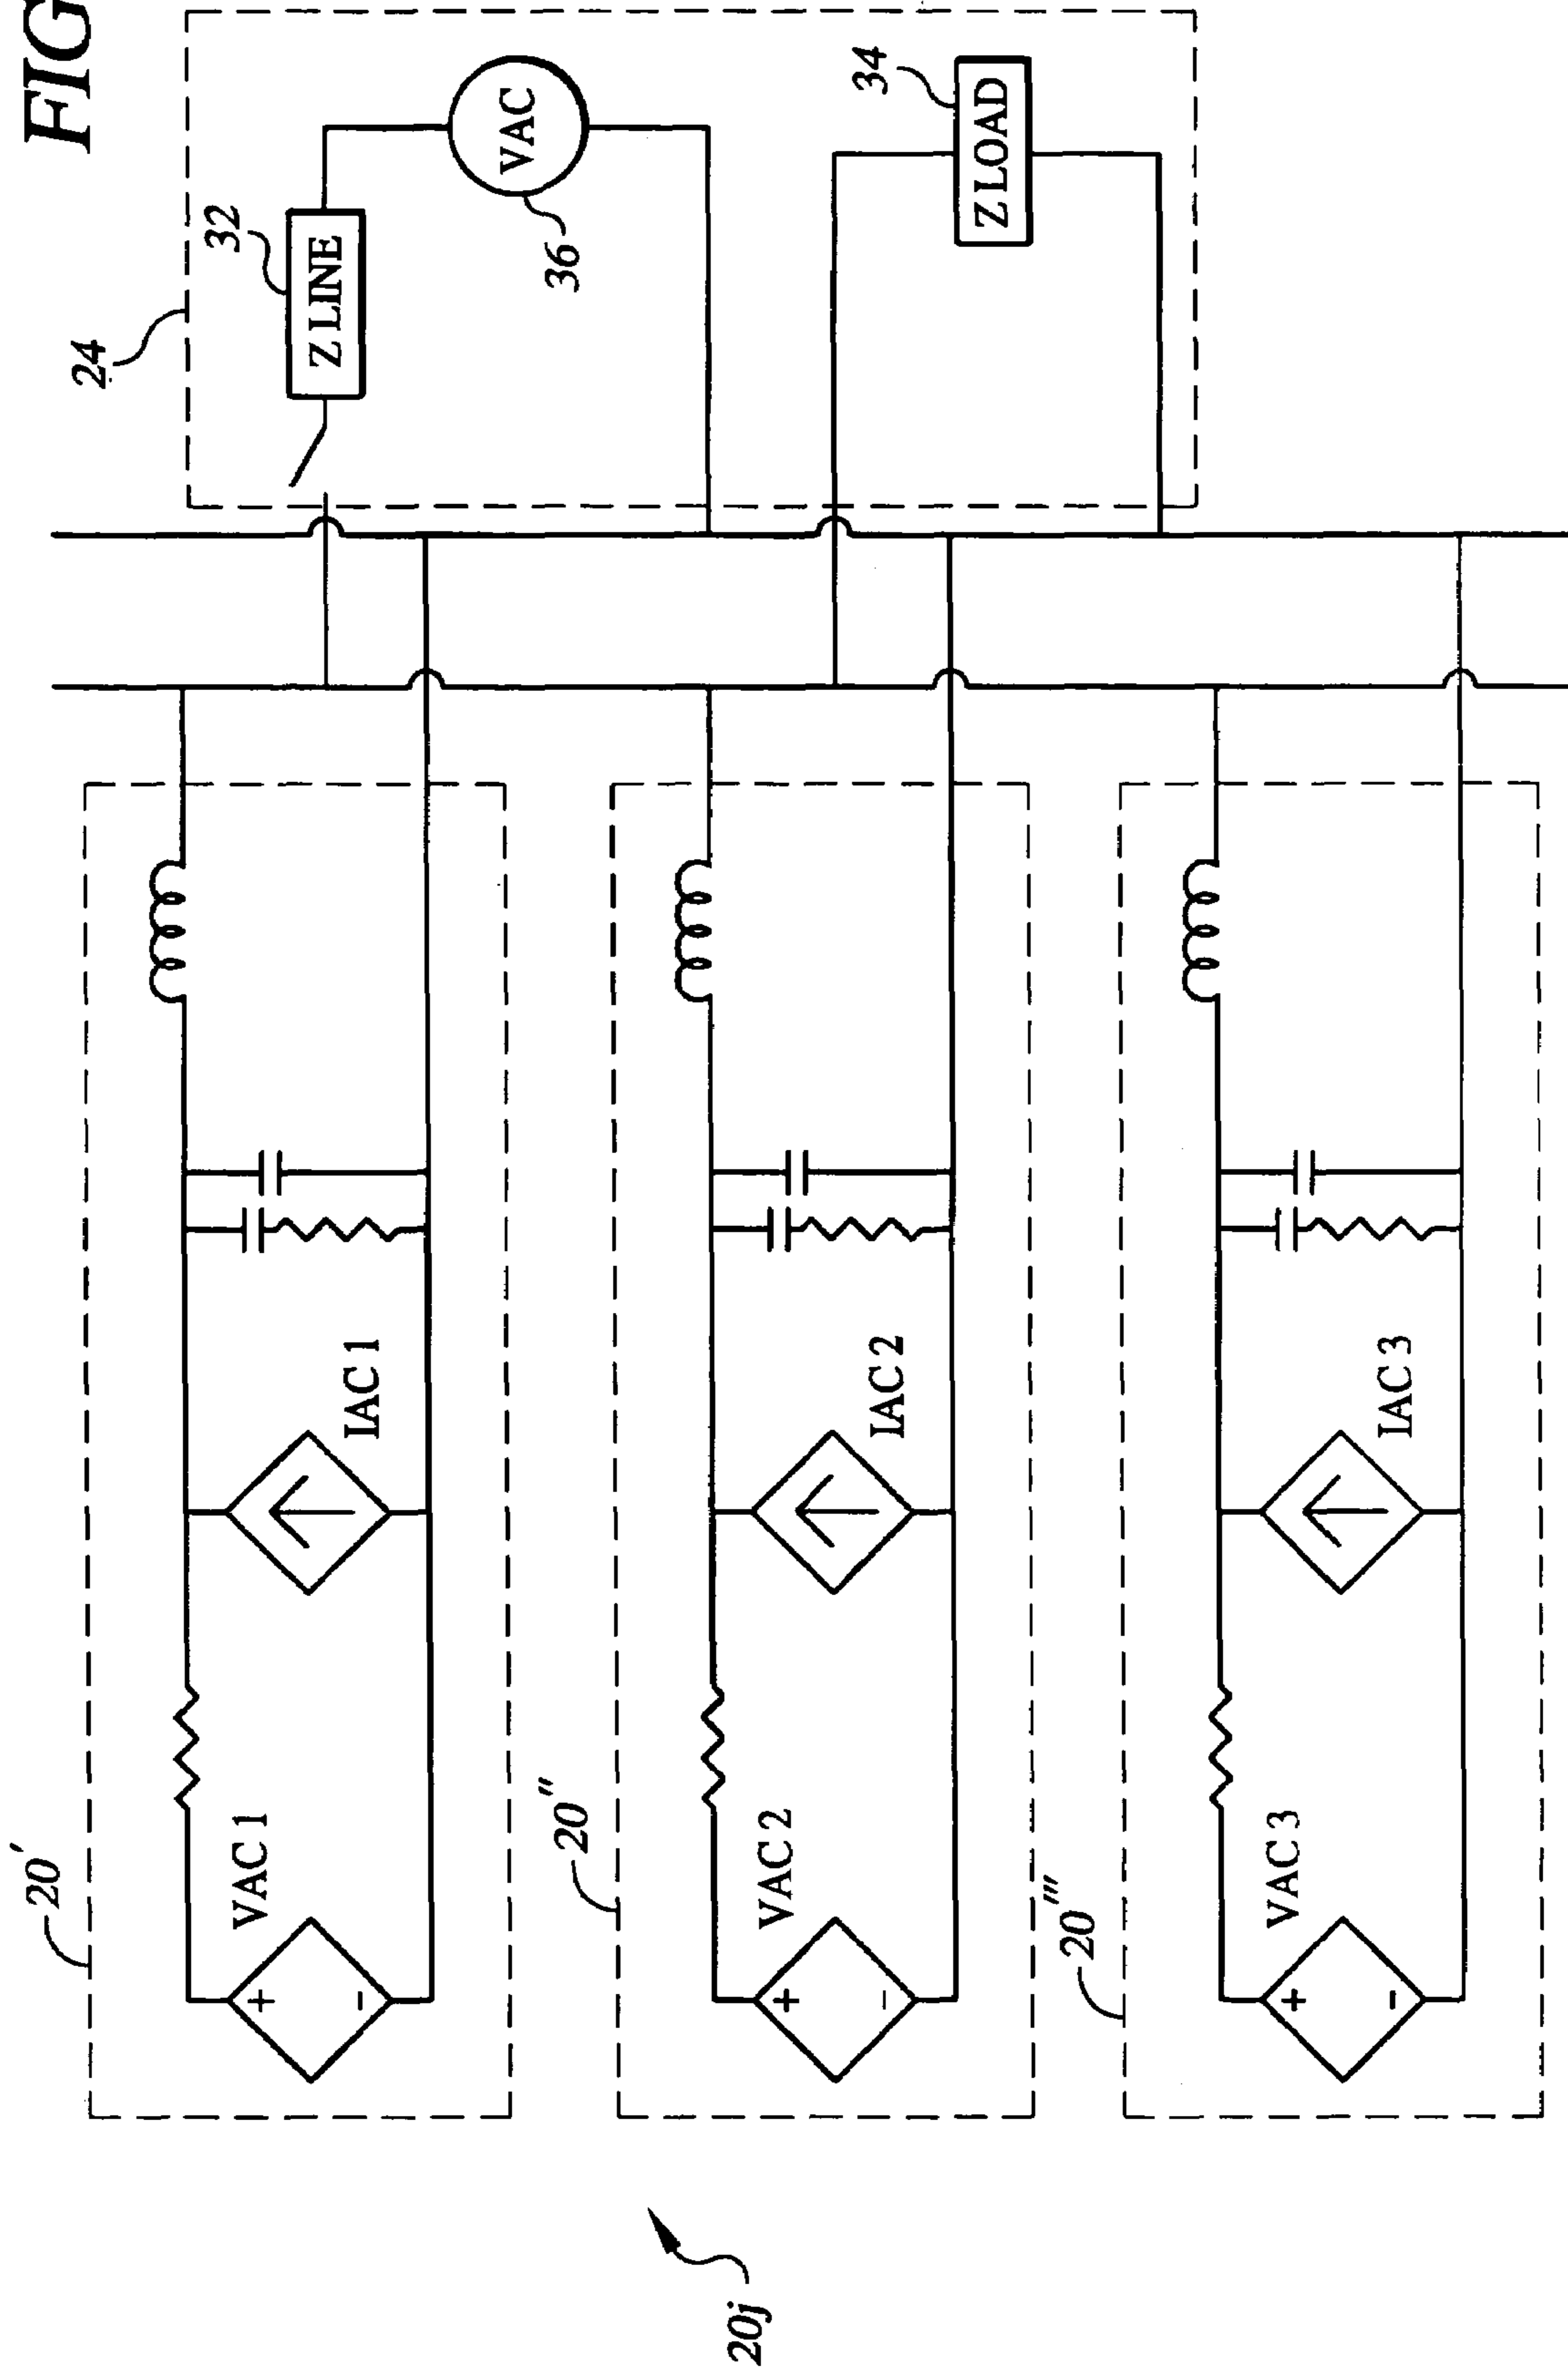 FIG
24
32
Z LINE
VAC
36
34
Z LOAD
20'
VAC 1
IAC 1
20''
VAC 2
IAC 2
20'''
VAC 3
IAC 3
+
-
+
-
+
-
20j